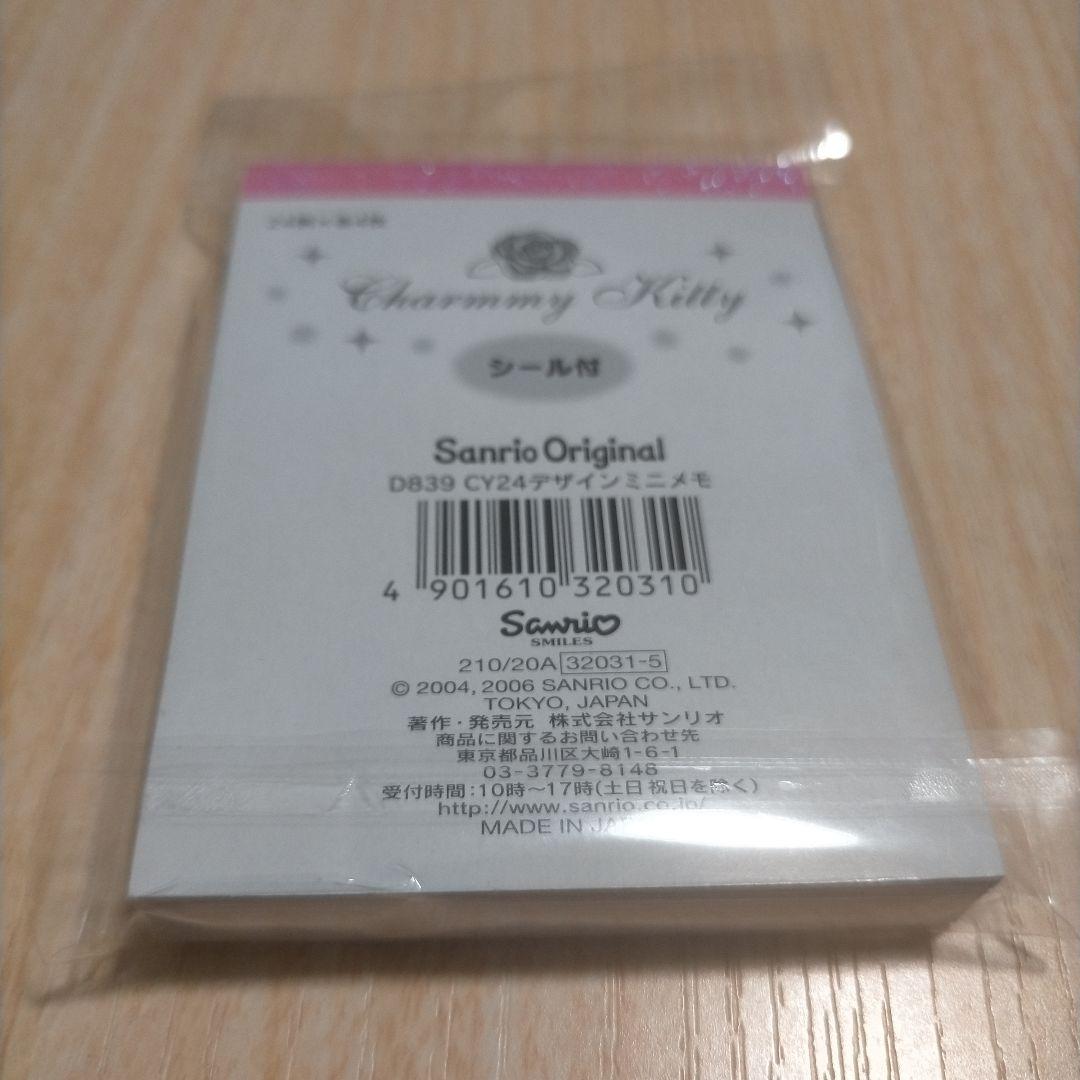 Charmmy Kitty
シール付
Sanrio Original
D839 CY24デザインミニメモ
4 901610 320310
Sanrio
SMILES
210/20A 32031-5
© 2004, 2006 SANRIO CO., LTD.
TOKYO, JAPAN
著作・発売元 株式会社サンリオ
商品に関するお問い合わせ先
東京都品川区大崎1-6-1
03-3779-8148
受付時間:10時~17時(土日祝日を除く)
http://www.sanrio.co.jp/
MADE IN